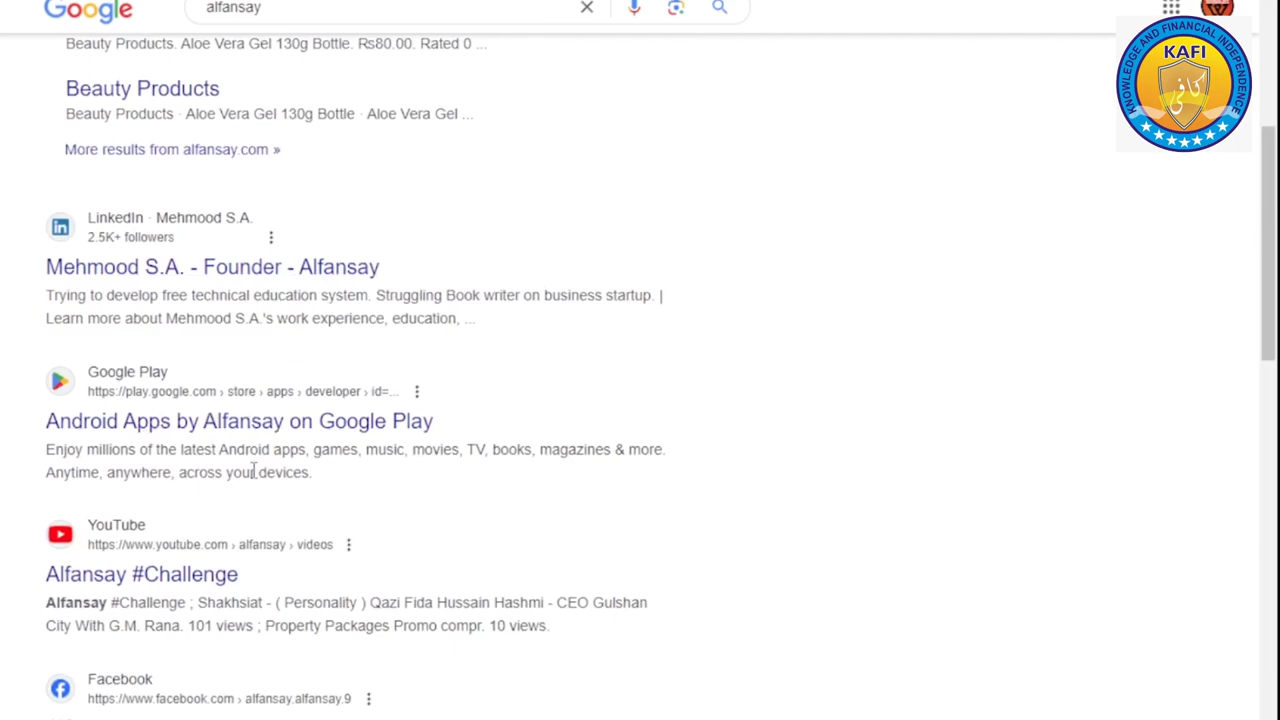 Google
alfansay
Beauty Products. Aloe Vera Gel 130g Bottle. Rs80.00. Rated 0 ...
Beauty Products
Beauty Products · Aloe Vera Gel 130g Bottle · Aloe Vera Gel ...
More results from alfansay.com »
KNOWLEDGE AND FINANCIAL INDEPENDENCE
KAFI
کافی
LinkedIn · Mehmood S.A.
2.5K+ followers
Mehmood S.A. - Founder - Alfansay
Trying to develop free technical education system. Struggling Book writer on business startup. |
Learn more about Mehmood S.A.'s work experience, education, ...
Google Play
https://play.google.com › store › apps › developer › id=...
Android Apps by Alfansay on Google Play
Enjoy millions of the latest Android apps, games, music, movies, TV, books, magazines & more.
Anytime, anywhere, across your devices.
YouTube
https://www.youtube.com › alfansay › videos
Alfansay #Challenge
Alfansay #Challenge ; Shakhsiat - ( Personality ) Qazi Fida Hussain Hashmi - CEO Gulshan
City With G.M. Rana. 101 views ; Property Packages Promo compr. 10 views.
Facebook
https://www.facebook.com › alfansay.alfansay.9